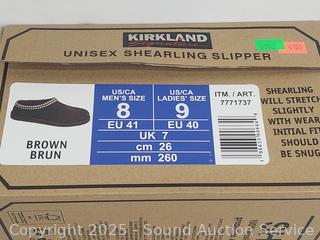 KIRKLAND
Signature
UNISEX SHEARLING SLIPPER
4105
US/CA
MEN'S SIZE
8
EU 41
US/CA
LADIES' SIZE
9
EU 40
UK 7
cm 26
mm 260
ITM. / ART.
7771737
BROWN
BRUN
SHEARLING
WILL STRETCH
SLIGHTLY
WITH WEAR
INITIAL FIT
SHOULD
BE SNUG
Copyright 2025 - Sound Auction Service